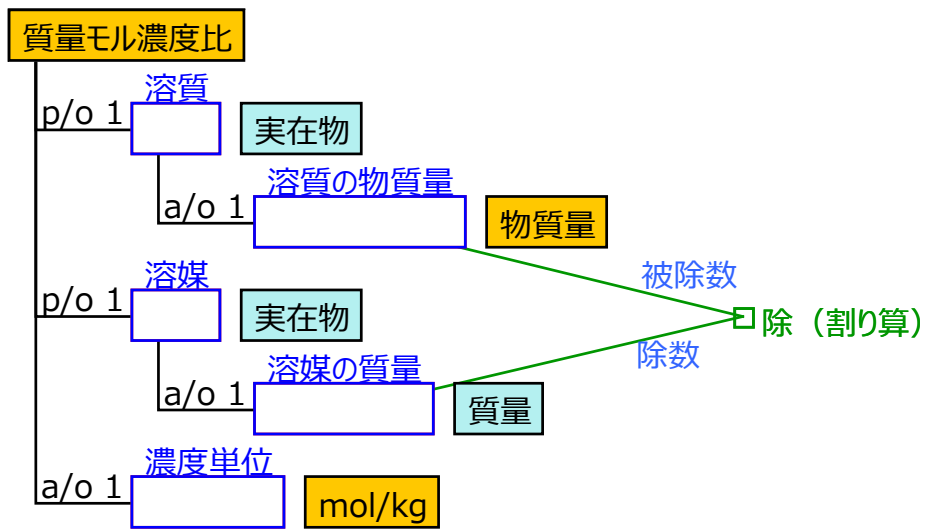 質量モル濃度比
溶質
p/o 1
実在物
溶質の物質量
a/o 1
物質量
溶媒
p/o 1
実在物
被除数
除（割り算）
除数
溶媒の質量
a/o 1
質量
濃度単位
a/o 1
mol/kg